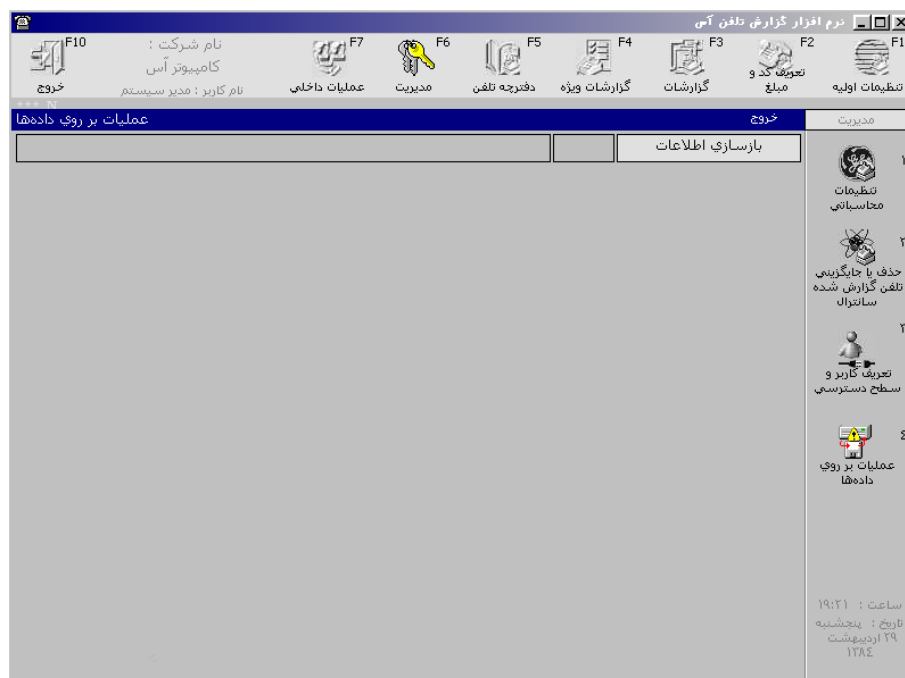 نرم افزار گزارش تلفن آس
F1
تنظیمات اولیه
F2
تعریف کد و
مبلغ
F3
گزارشات
F4
گزارشات ویژه
F5
دفترچه تلفن
F6
مدیریت
F7
عملیات داخلی
نام شرکت :
کامپیوتر آس
نام کاربر : مدیر سیستم
F10
خروج
*** N
مدیریت
خروج
عملیات بر روي دادهها
بازسازي اطلاعات
۱
تنظیمات
محاسباتي
۲
حذف یا جایگزیني
تلفن گزارش شده
سانترال
۳
تعریف کاربر و
سطح دسترسي
٤
عملیات بر روي
دادهها
ساعت : ۱۹:۲۱
تاریخ : پنجشنبه
۲۹ اردیبهشت
۱۳۸٤